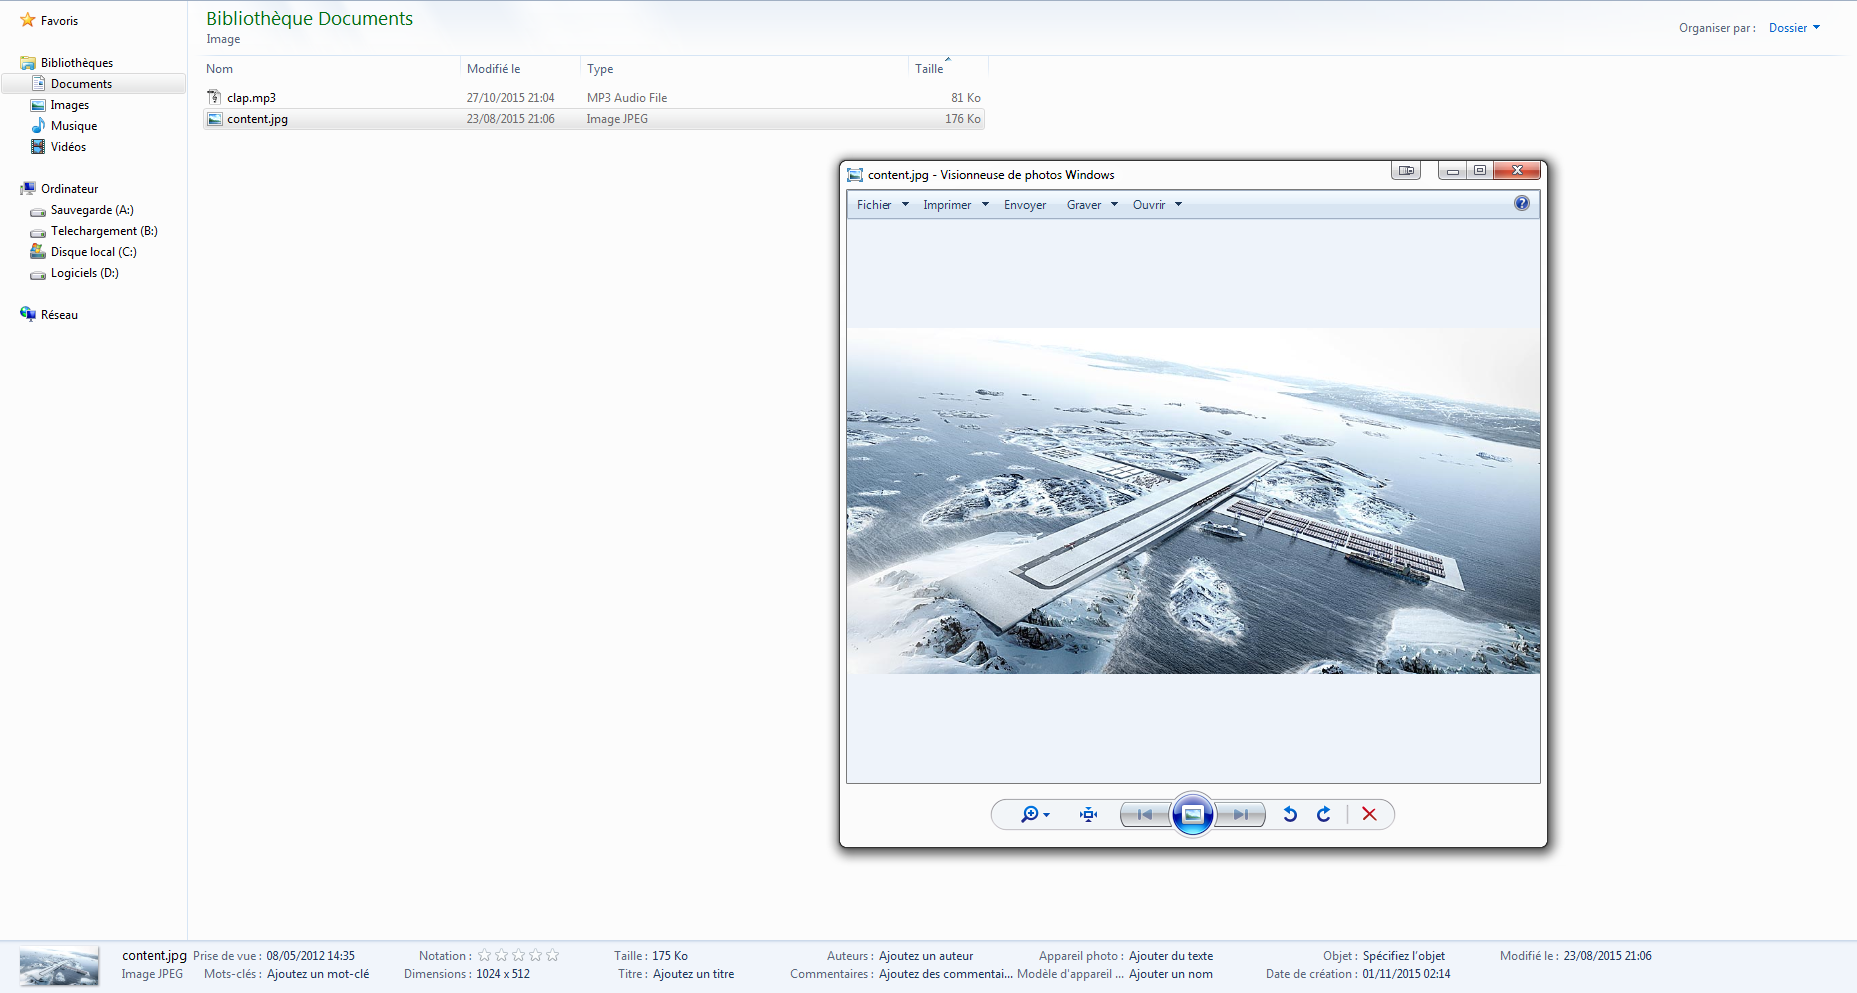 Favoris
Bibliothèques
Documents
Images
Musique
Vidéos
Ordinateur
Sauvegarde (A:)
Telechargement (B:)
Disque local (C:)
Logiciels (D:)
Réseau
Bibliothèque Documents
Image
Organiser par : Dossier
Nom Modifié le Type Taille
clap.mp3 27/10/2015 21:04 MP3 Audio File 81 Ko
content.jpg 23/08/2015 21:06 Image JPEG 176 Ko
content.jpg - Visionneuse de photos Windows
Fichier Imprimer Envoyer Graver Ouvrir
content.jpg Prise de vue : 08/05/2012 14:35 Notation : Taille : 175 Ko Auteurs : Ajoutez un auteur Appareil photo : Ajouter du texte Objet : Spécifiez l'objet Modifié le : 23/08/2015 21:06
Image JPEG Mots-clés : Ajoutez un mot-clé Dimensions : 1024 x 512 Titre : Ajoutez un titre Commentaires : Ajoutez des commentai... Modèle d'appareil ... Ajouter un nom Date de création : 01/11/2015 02:14